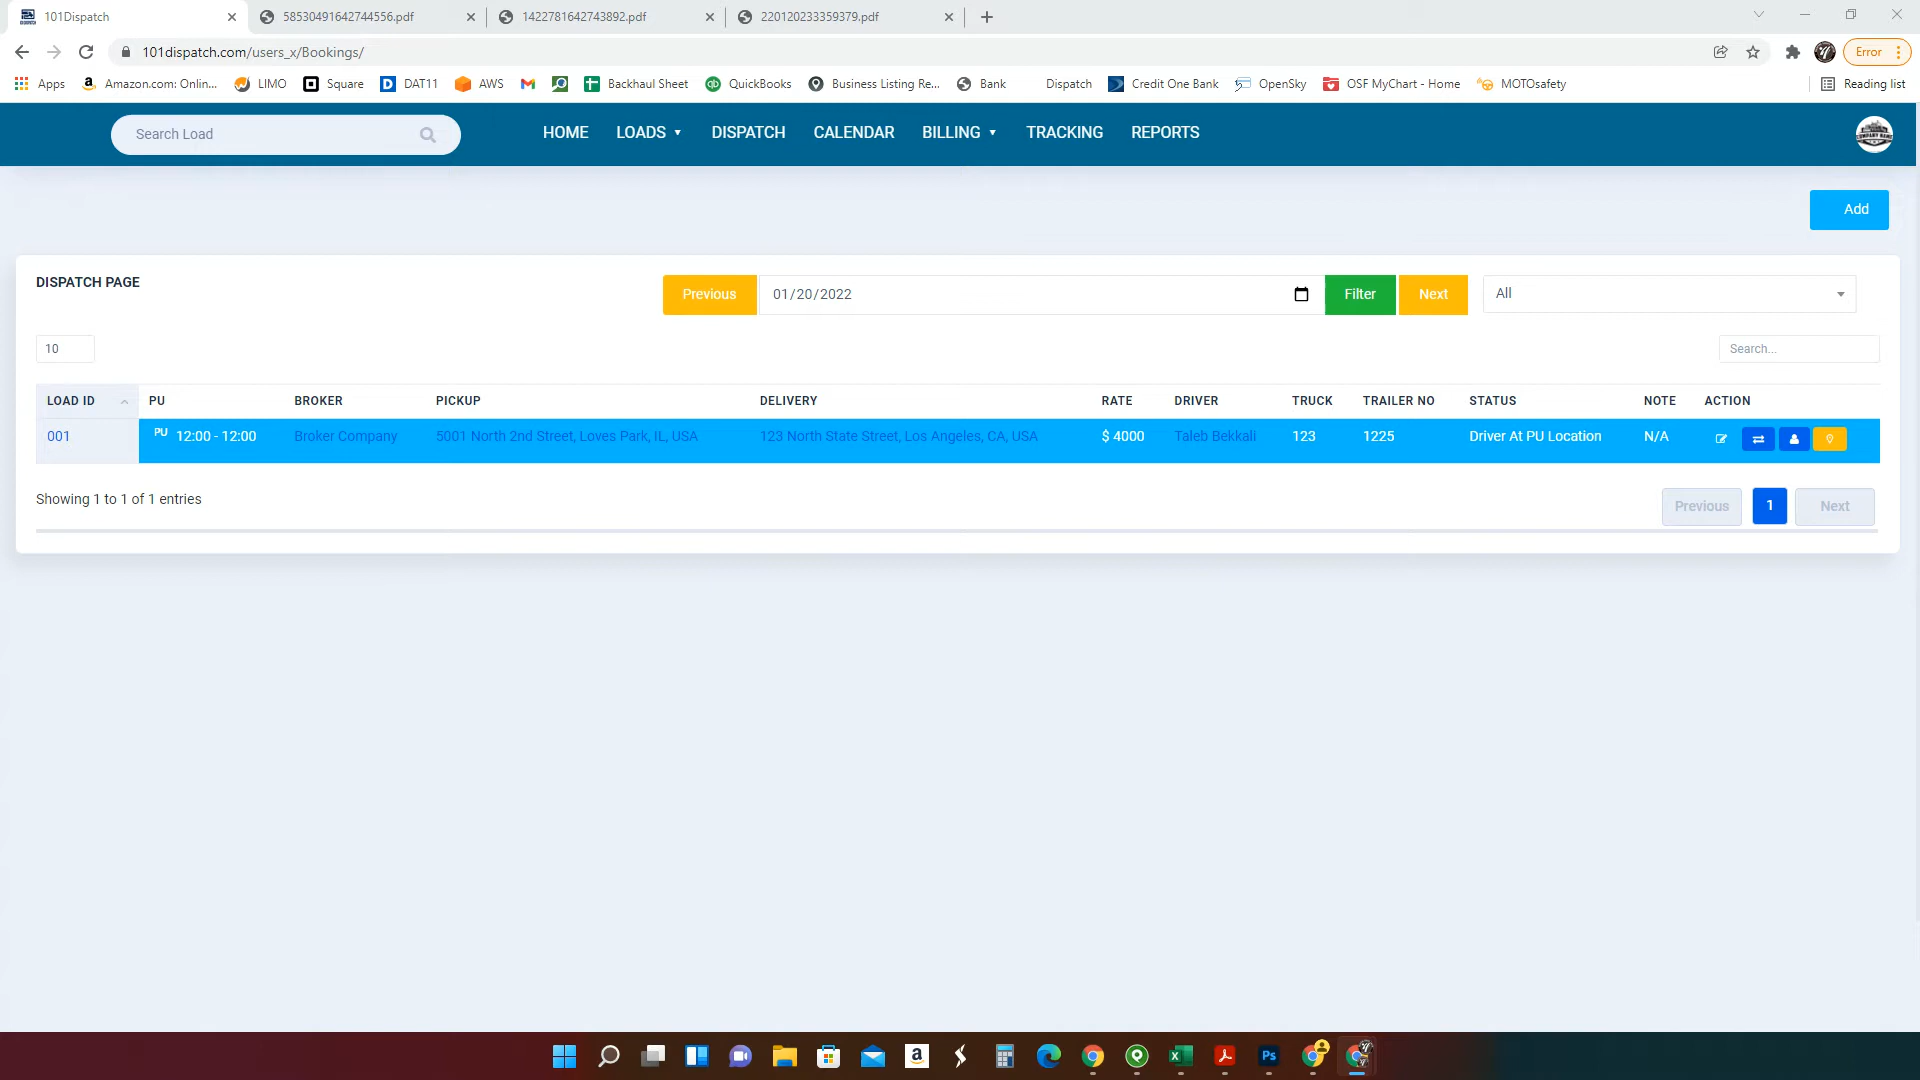 101Dispatch
58530491642744556.pdf
1422781642743892.pdf
220120233359379.pdf
101dispatch.com/users_x/Bookings/
Error
Apps
Amazon.com: Onlin...
LIMO
Square
DAT11
AWS
Backhaul Sheet
QuickBooks
Business Listing Re...
Bank
Dispatch
Credit One Bank
OpenSky
OSF MyChart - Home
MOTOsafety
Reading list
Search Load
HOME
LOADS
DISPATCH
CALENDAR
BILLING
TRACKING
REPORTS
Add
DISPATCH PAGE
Previous
01/20/2022
Filter
Next
All
10
Search...
LOAD ID PU BROKER PICKUP DELIVERY RATE DRIVER TRUCK TRAILER NO STATUS NOTE ACTION
001 PU 12:00 - 12:00 Broker Company 5001 North 2nd Street, Loves Park, IL, USA 123 North State Street, Los Angeles, CA, USA $ 4000 Taleb Bekkali 123 1225 Driver At PU Location N/A
Showing 1 to 1 of 1 entries
Previous
1
Next